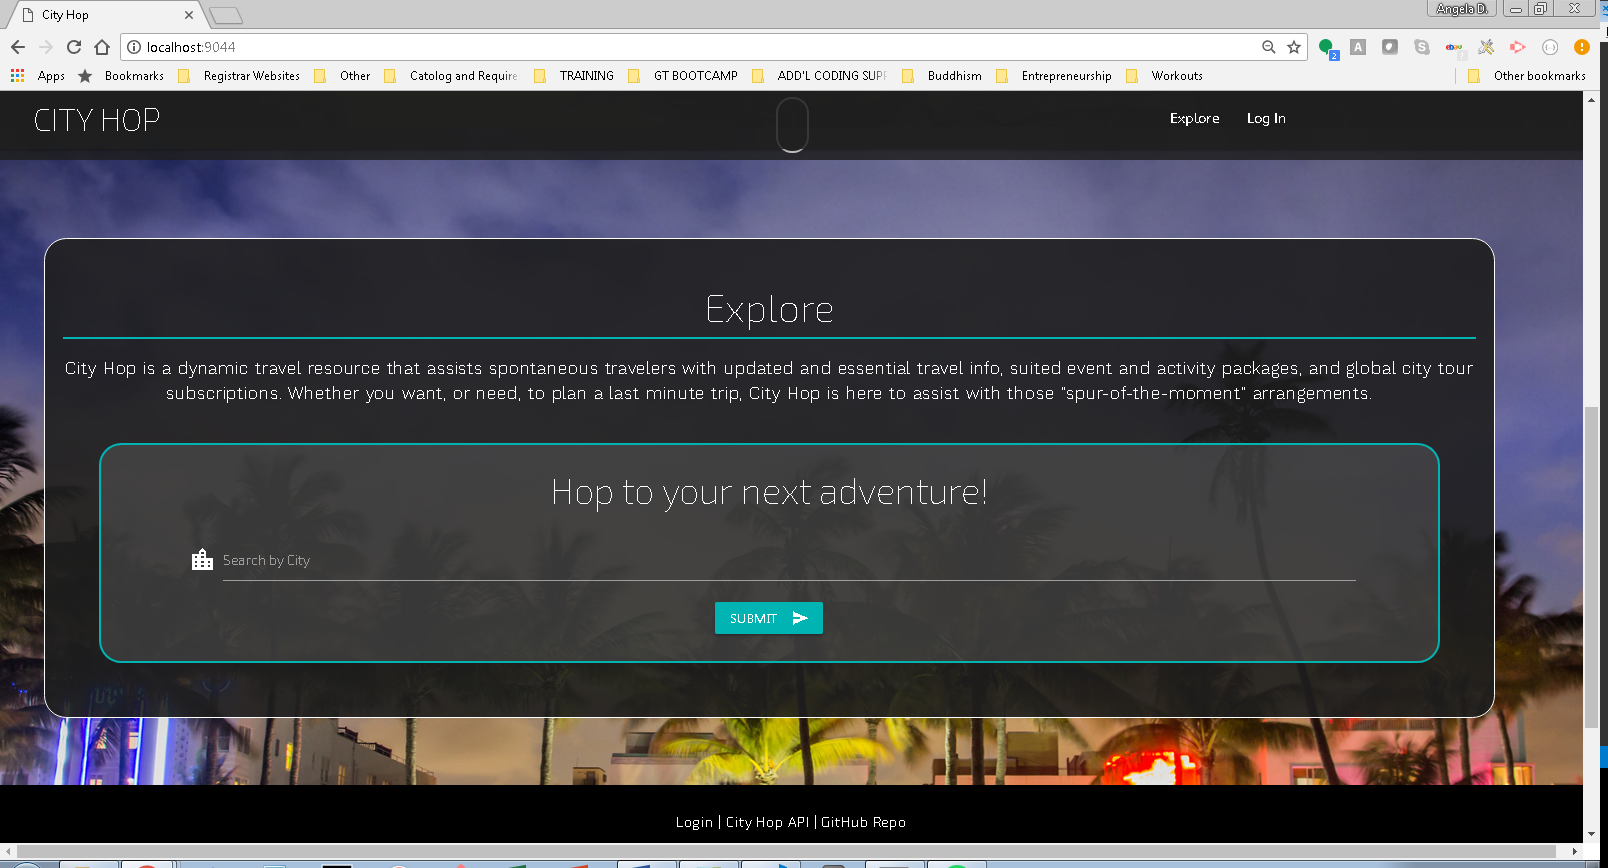 City Hop
Angela D.
localhost:9044
2
A
S
ebay
7
Apps
Bookmarks
Registrar Websites
Other
Catolog and Require
TRAINING
GT BOOTCAMP
ADD'L CODING SUPP
Buddhism
Entrepreneurship
Workouts
Other bookmarks
CITY HOP
Explore
Log In
Explore
City Hop is a dynamic travel resource that assists spontaneous travelers with updated and essential travel info, suited event and activity packages, and global city tour
subscriptions. Whether you want, or need, to plan a last minute trip, City Hop is here to assist with those "spur-of-the-moment" arrangements.
Hop to your next adventure!
Search by City
SUBMIT
Login | City Hop API | GitHub Repo